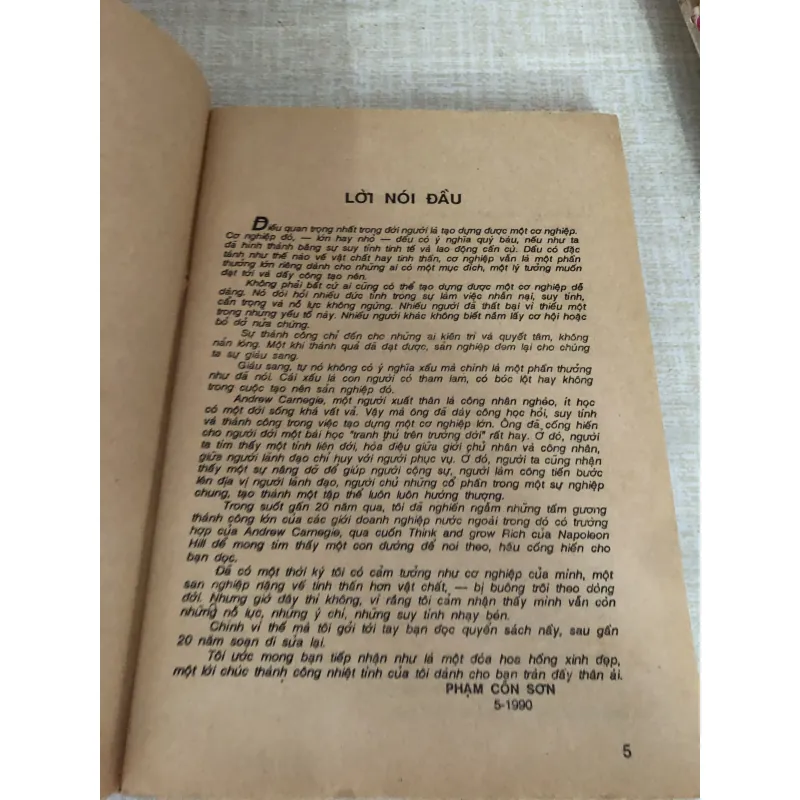 LỜI NÓI ĐẦU
Điều quan trọng nhất trong đời người là tạo dựng được một cơ nghiệp.
Cơ nghiệp đó, — lớn hay nhỏ — đều có ý nghĩa quý báu, nếu như ta
đã hình thành bằng sự suy tính tinh tế và lao động cần cù. Dẫu có đặc
tánh như thế nào về vật chất hay tinh thần, cơ nghiệp vẫn là một phần
thưởng lớn riêng dành cho những ai có một mục đích, một lý tưởng muốn
đạt tới và dầy công tạo nên.
Không phải bất cứ ai cũng có thể tạo dựng được một cơ nghiệp dễ
dàng. Nó đòi hỏi nhiều đức tính trong sự làm việc nhẫn nại, suy tính,
cẩn trọng và nỗ lực không ngừng. Nhiều người đã thất bại vì thiếu một
trong những yếu tố này. Nhiều người khác không biết nắm lấy cơ hội hoặc
bỏ dở nửa chừng.
Sự thành công chỉ đến cho những ai kiên trì và quyết tâm, không
nản lòng. Một khi thành quả đã đạt được, sản nghiệp đem lại cho chúng
ta sự giàu sang.
Giàu sang, tự nó không có ý nghĩa xấu mà chính là một phần thưởng
như đã nói. Cái xấu là con người có tham lam, có bóc lột hay không
trong cuộc tạo nên sản nghiệp đó.
Andrew Carnegie, một người xuất thân là công nhân nghèo, ít học
có một đời sống khá vất vả. Vậy mà ông đã dày công học hỏi, suy tính
và thành công trong việc tạo dựng một cơ nghiệp lớn. Ông đã cống hiến
cho người đời một bài học "tranh thủ trên trường đời" rất hay. Ở đó, người
ta tìm thấy một tình liên đới, hòa điệu giữa giới chủ nhân và công nhân,
giữa người lãnh đạo chỉ huy với người phục vụ. Ở đó, người ta cũng nhận
thấy một sự nâng đỡ để giúp người cộng sự, người làm công tiến bước
lên địa vị người lãnh đạo, người chủ những cổ phần trong một sự nghiệp
chung, tạo thành một tập thể luôn luôn hướng thượng.
Trong suốt gần 20 năm qua, tôi đã nghiền ngẫm những tấm gương
thành công lớn của các giới doanh nghiệp nước ngoài trong đó có trường
hợp của Andrew Carnegie, qua cuốn Think and grow Rich của Napoleon
Hill để mong tìm thấy một con đường để noi theo, hầu cống hiến cho
bạn đọc.
Đã có một thời kỳ tôi có cảm tưởng như cơ nghiệp của mình, một
sản nghiệp nặng về tinh thần hơn vật chất, — bị buông trôi theo dòng
đời. Nhưng giờ đây thì không, vì rằng tôi cảm nhận thấy mình vẫn còn
những nỗ lực, những ý chí, những suy tính nhạy bén.
Chính vì thế mà tôi gởi tới tay bạn đọc quyển sách nầy, sau gần
20 năm soạn đi sửa lại.
Tôi ước mong bạn tiếp nhận như là một đóa hoa hồng xinh đẹp,
một lời chúc thành công nhiệt tình của tôi dành cho bạn tràn đầy thân ái.
PHẠM CÔN SƠN
5-1990
5